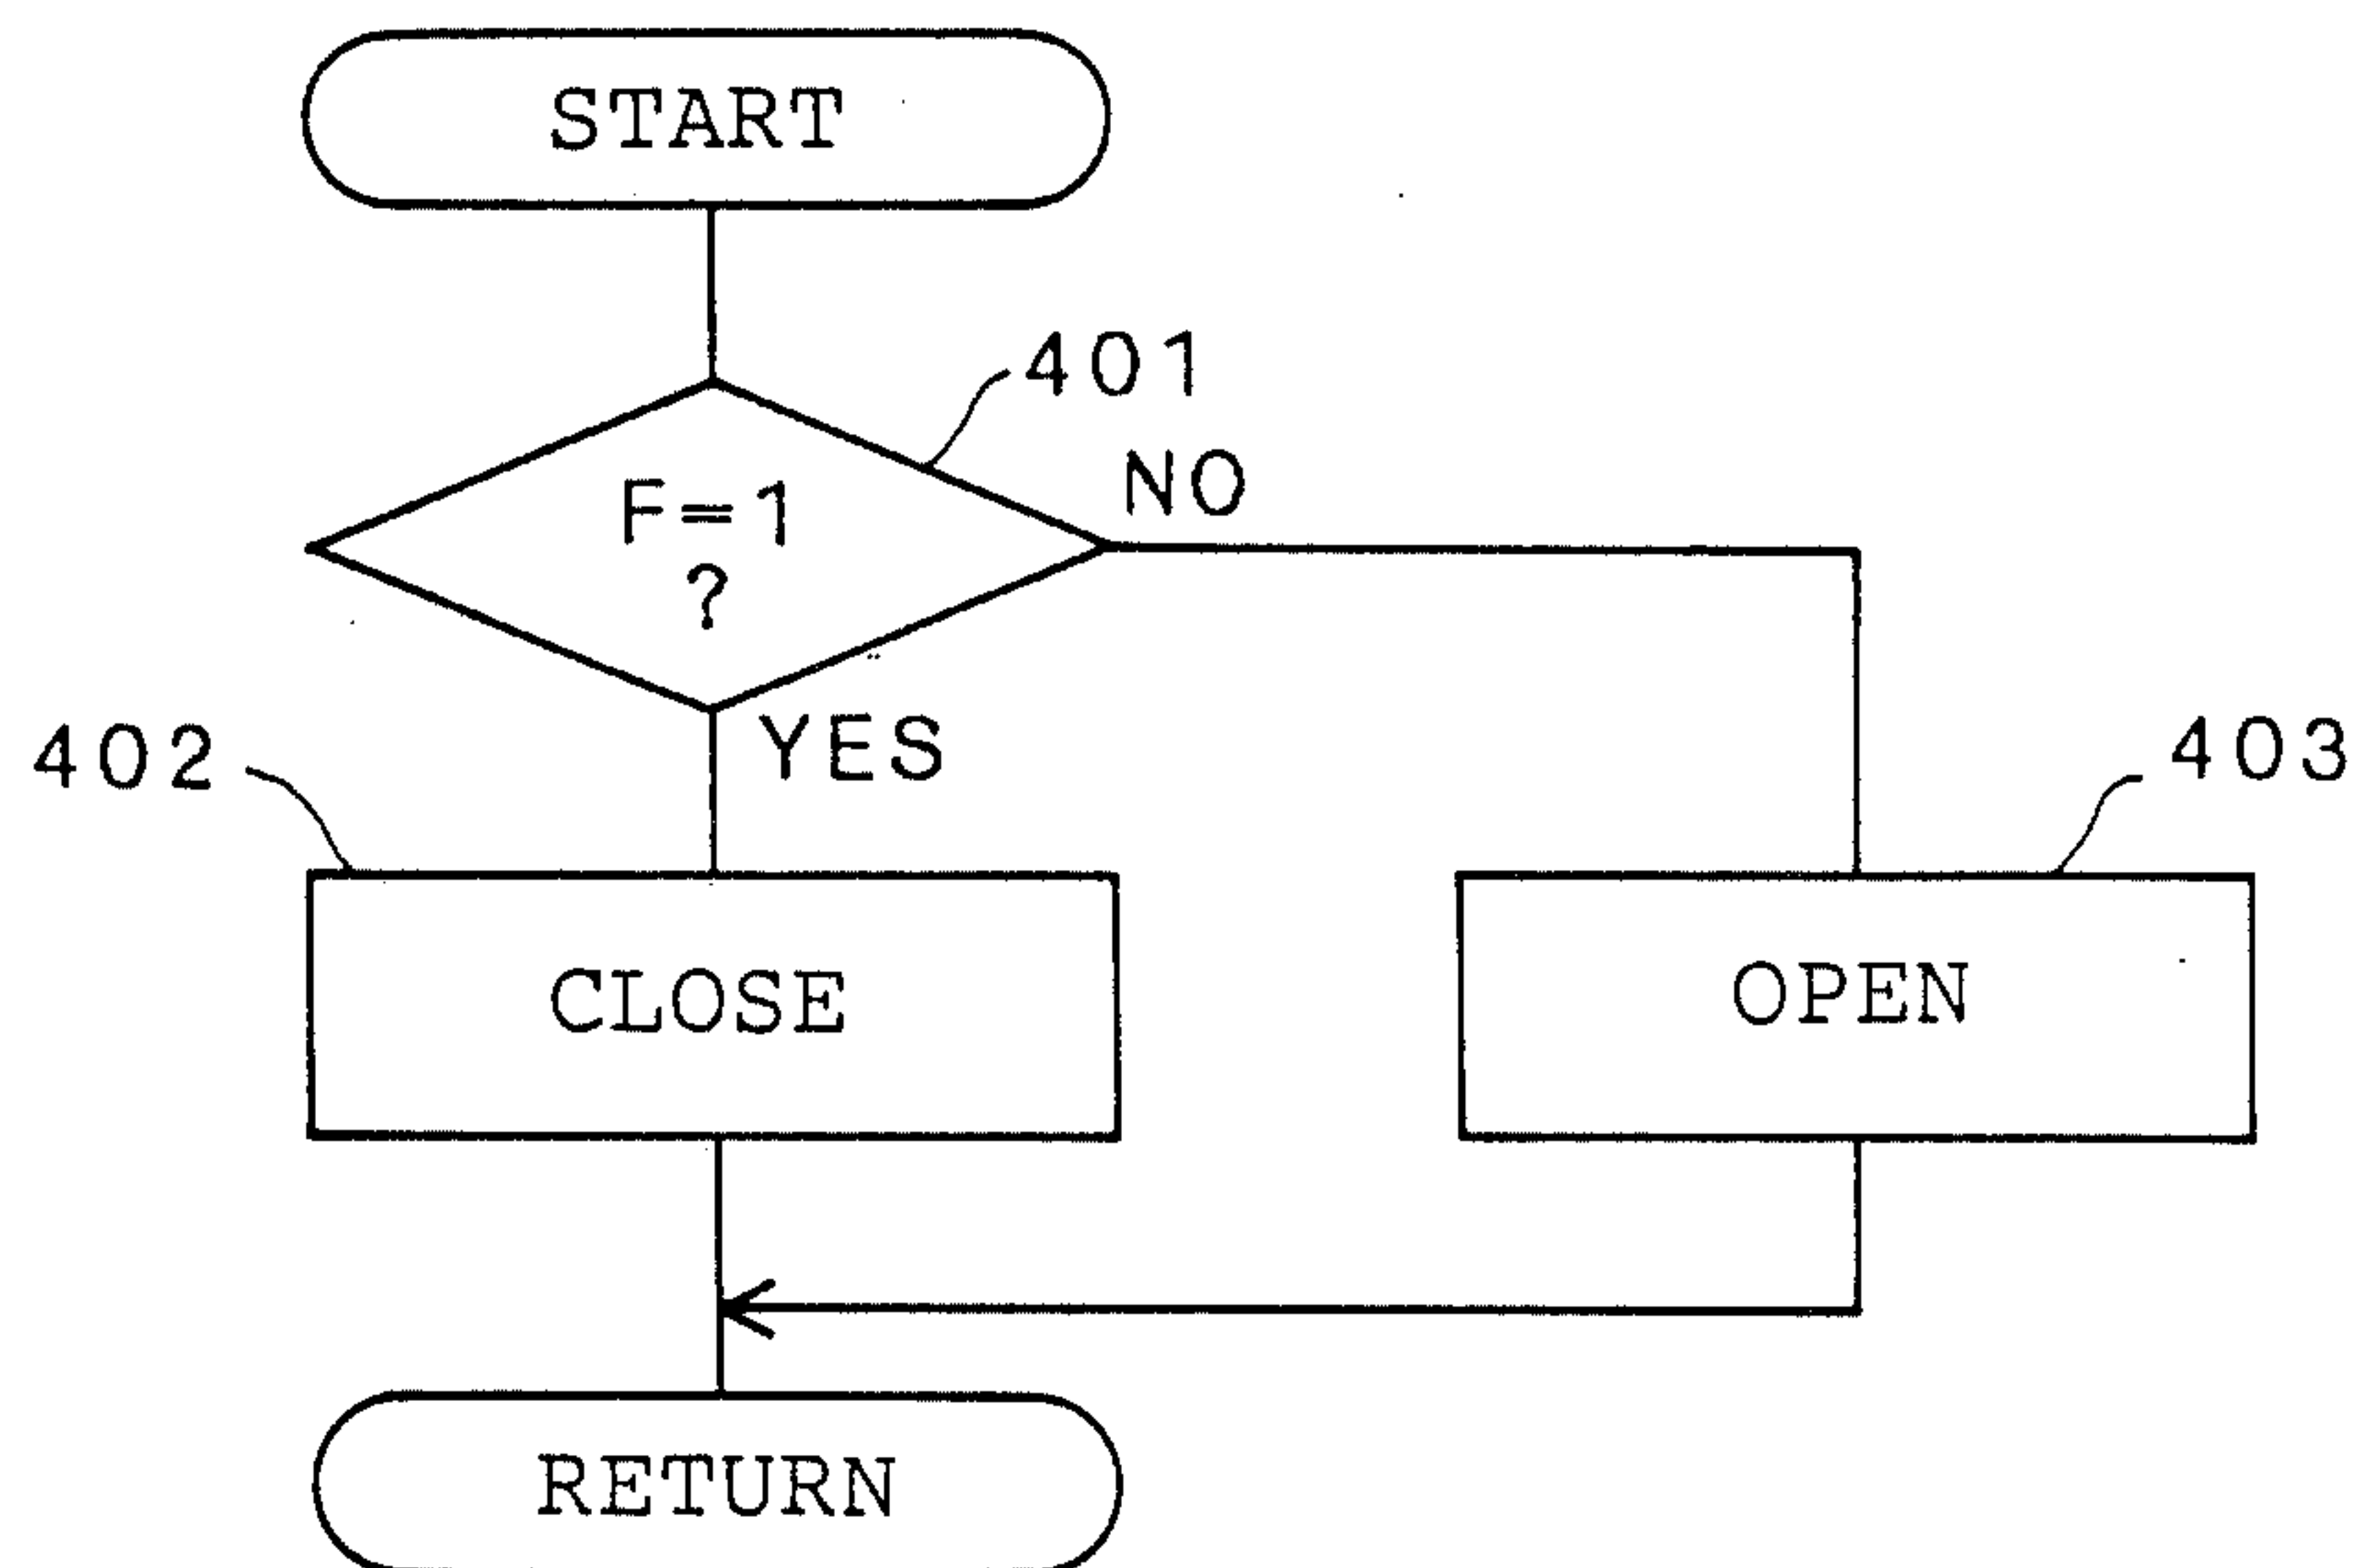 START
401
NO
F=1
?
YES
402
403
CLOSE
OPEN
RETURN